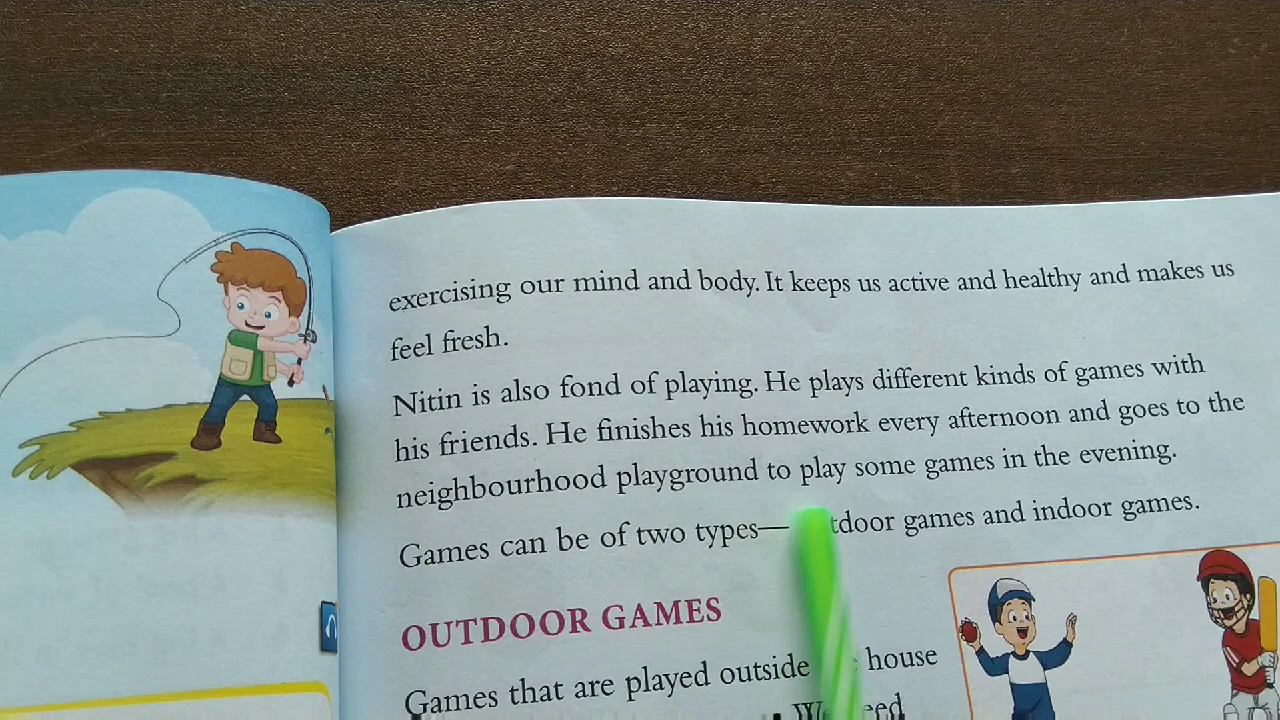 exercising our mind and body. It keeps us active and healthy and makes us
feel fresh.
Nitin is also fond of playing. He plays different kinds of games with
his friends. He finishes his homework every afternoon and goes to the
neighbourhood playground to play some games in the evening.
Games can be of two types— tdoor games and indoor games.
OUTDOOR GAMES
Games that are played outside house